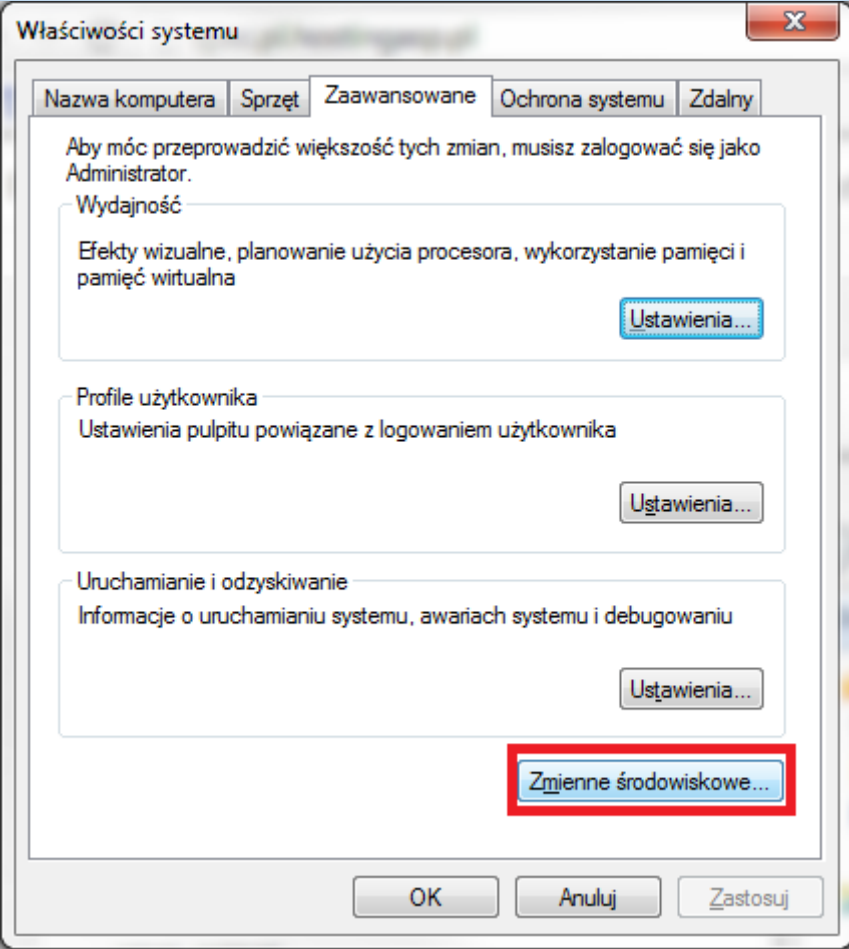 Właściwości systemu
Nazwa komputera Sprzęt Zaawansowane Ochrona systemu Zdalny
Aby móc przeprowadzić większość tych zmian, musisz zalogować się jako
Administrator.
Wydajność
Efekty wizualne, planowanie użycia procesora, wykorzystanie pamięci i
pamięć wirtualna
Ustawienia...
Profile użytkownika
Ustawienia pulpitu powiązane z logowaniem użytkownika
Ustawienia...
Uruchamianie i odzyskiwanie
Informacje o uruchamianiu systemu, awariach systemu i debugowaniu
Ustawienia...
Zmienne środowiskowe...
OK Anuluj Zastosuj